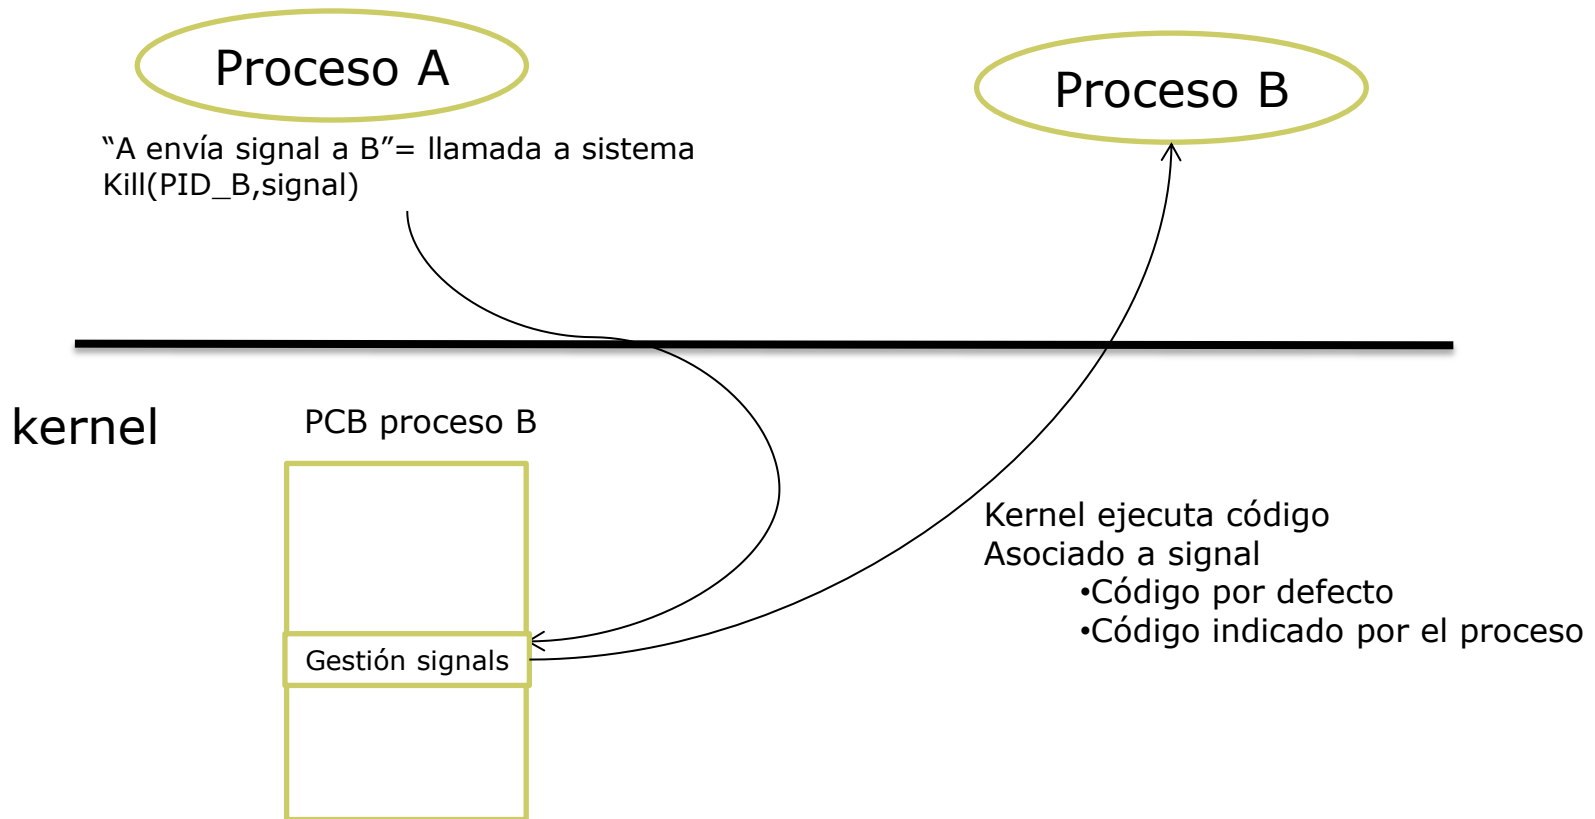 Proceso A
Proceso B
“A envía signal a B”= llamada a sistema
Kill(PID_B,signal)
kernel
PCB proceso B
Gestión signals
Kernel ejecuta código
Asociado a signal
•Código por defecto
•Código indicado por el proceso